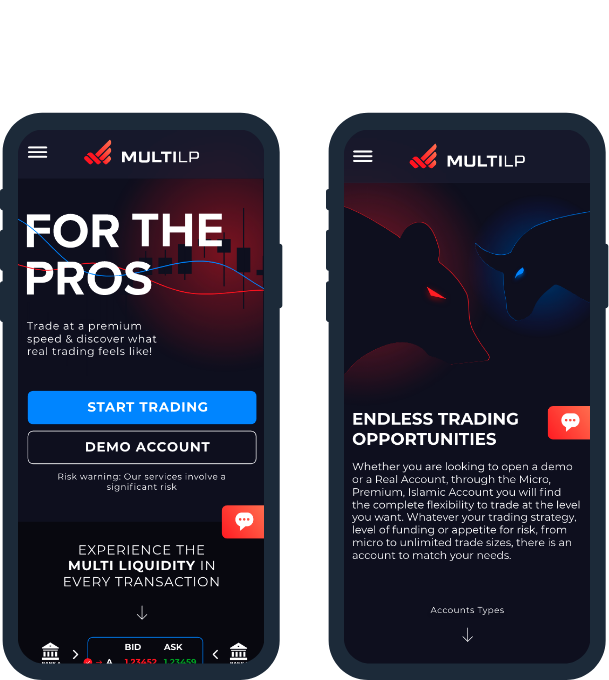 MULTILP
FOR THE
PROS
Trade at a premium
speed & discover what
real trading feels like!
START TRADING
DEMO ACCOUNT
Risk warning: Our services involve a
significant risk
EXPERIENCE THE
MULTI LIQUIDITY IN
EVERY TRANSACTION
BID ASK
A 1.23452 1.23459
MULTILP
ENDLESS TRADING
OPPORTUNITIES
Whether you are looking to open a demo
or a Real Account, through the Micro,
Premium, Islamic Account you will find
the complete flexibility to trade at the level
you want. Whatever your trading strategy,
level of funding or appetite for risk, from
micro to unlimited trade sizes, there is an
account to match your needs.
Accounts Types